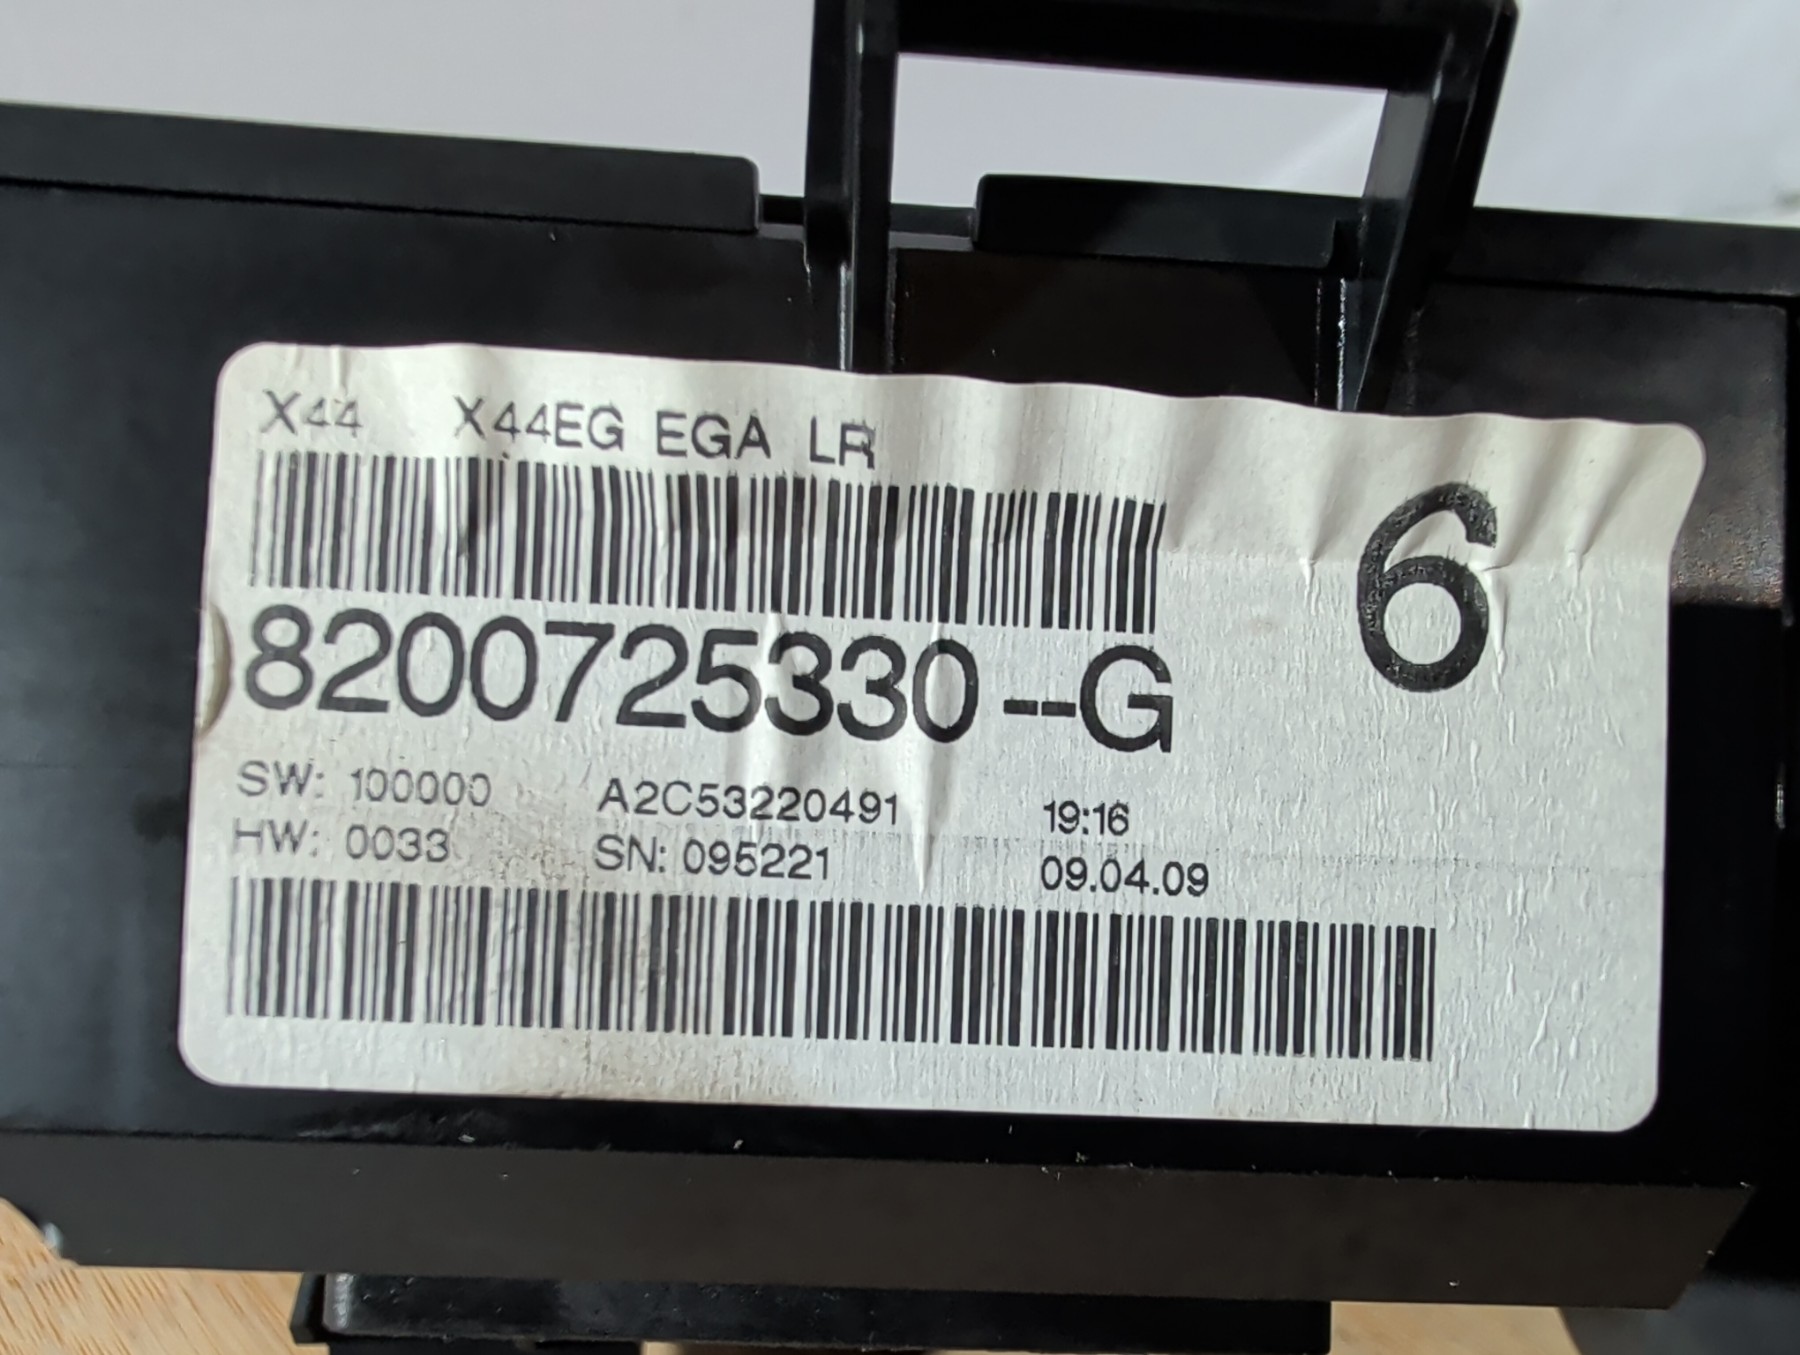 X44 X44EG EGA LR
6
8200725330--G
SW: 100000 A2C53220491 19:16
HW: 0033 SN: 095221 09.04.09